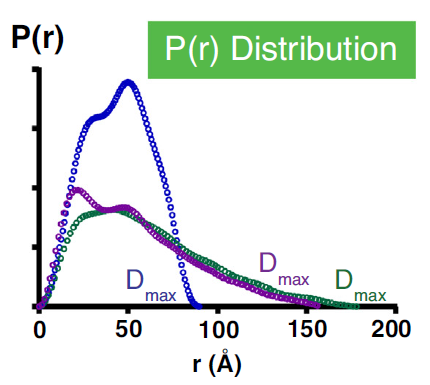 P(r)
P(r) Distribution
D max
D max
D max
0 50 100 150 200
r (Å)